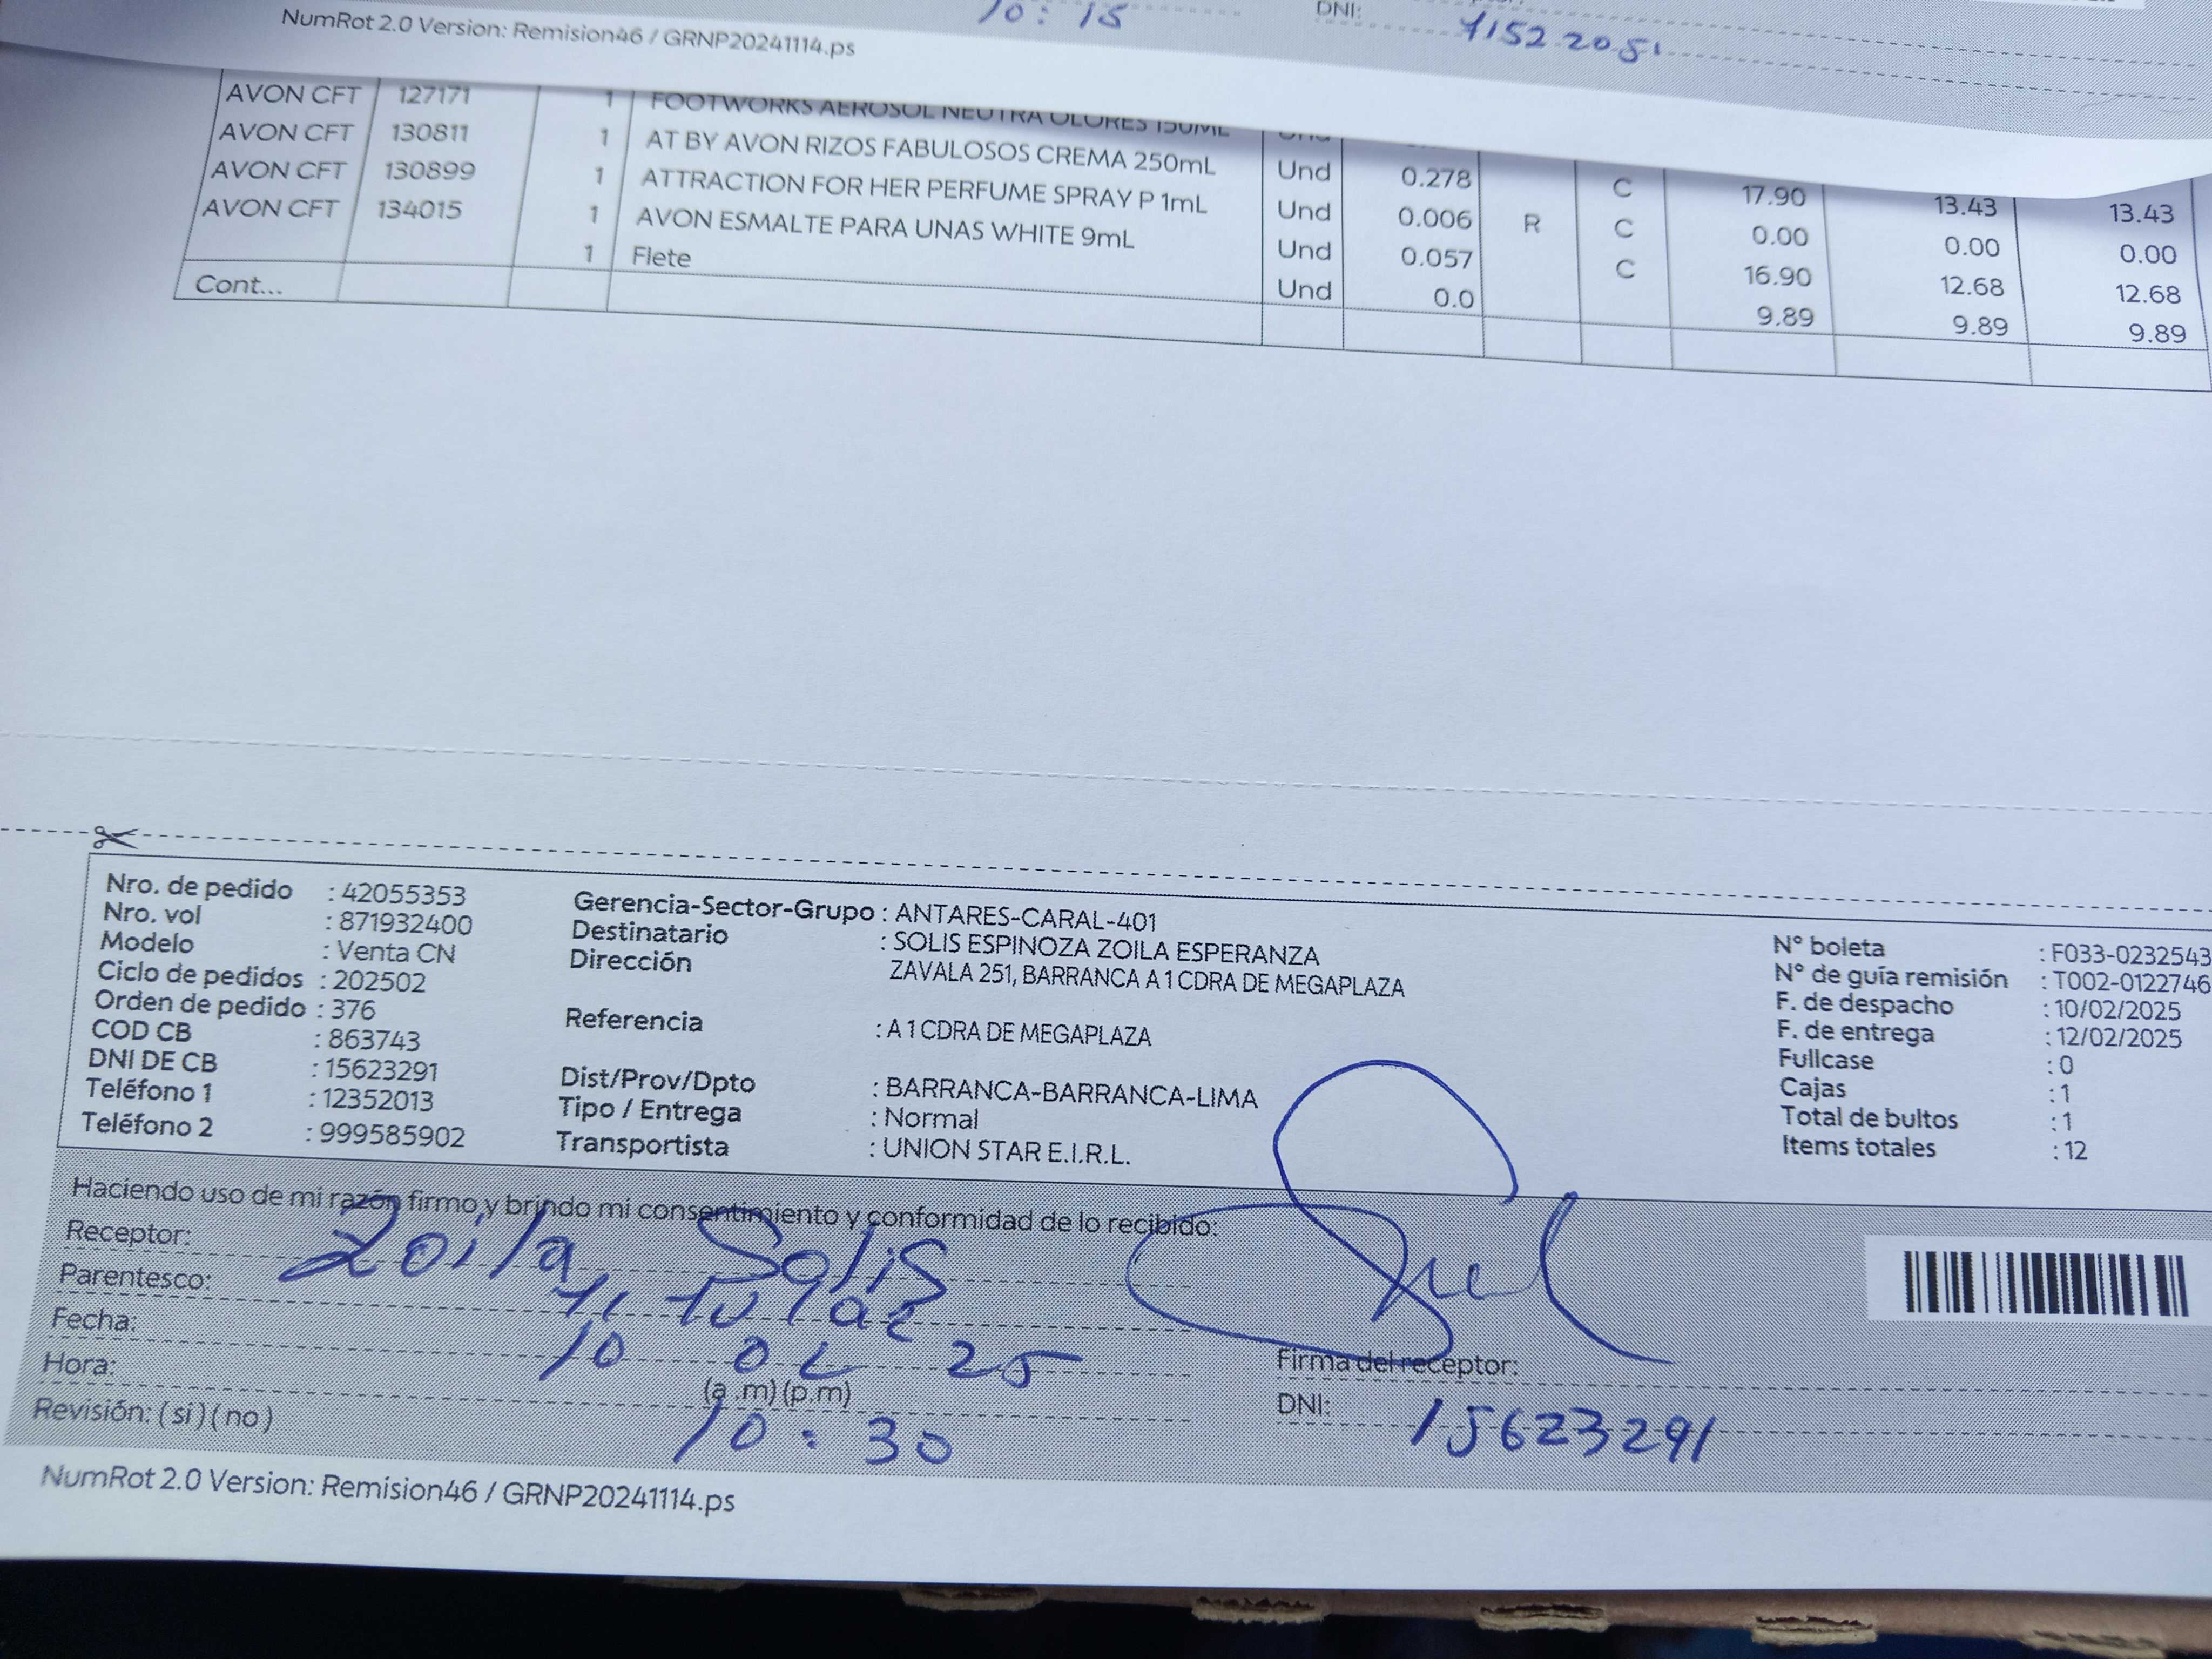 NumRot 2.0 Version: Remision46 / GRNP20241114.ps
10:15
DNI: 71522051
AVON CFT 127171 1 FOOTWORKS AEROSOL NEUTRA OLORES 150ML Und
AVON CFT 130811 1 AT BY AVON RIZOS FABULOSOS CREMA 250mL Und 0.278 C 17.90 13.43 13.43
AVON CFT 130899 1 ATTRACTION FOR HER PERFUME SPRAY P 1mL Und 0.006 R C 0.00 0.00 0.00
AVON CFT 134015 1 AVON ESMALTE PARA UNAS WHITE 9mL Und 0.057 C 16.90 12.68 12.68
1 Flete Und 0.0 9.89 9.89 9.89
Cont...
Nro. de pedido : 42055353
Nro. vol : 871932400
Modelo : Venta CN
Ciclo de pedidos : 202502
Orden de pedido : 376
COD CB : 863743
DNI DE CB : 15623291
Teléfono 1 : 12352013
Teléfono 2 : 999585902
Gerencia-Sector-Grupo : ANTARES-CARAL-401
Destinatario : SOLIS ESPINOZA ZOILA ESPERANZA
Dirección ZAVALA 251, BARRANCA A 1 CDRA DE MEGAPLAZA
Referencia : A 1 CDRA DE MEGAPLAZA
Dist/Prov/Dpto : BARRANCA-BARRANCA-LIMA
Tipo / Entrega : Normal
Transportista : UNION STAR E.I.R.L.
N° boleta : F033-0232543
N° de guía remisión : T002-0122746
F. de despacho : 10/02/2025
F. de entrega : 12/02/2025
Fullcase : 0
Cajas : 1
Total de bultos : 1
Items totales : 12
Haciendo uso de mi razón firmo y brindo mi consentimiento y conformidad de lo recibido:
Receptor: Zoila Solis
Parentesco: titular
Fecha: 10 02 25
Hora: (a.m) (p.m) 10:30
Revisión: ( si ) ( no )
Firma del receptor:
DNI: 15623291
NumRot 2.0 Version: Remision46 / GRNP20241114.ps